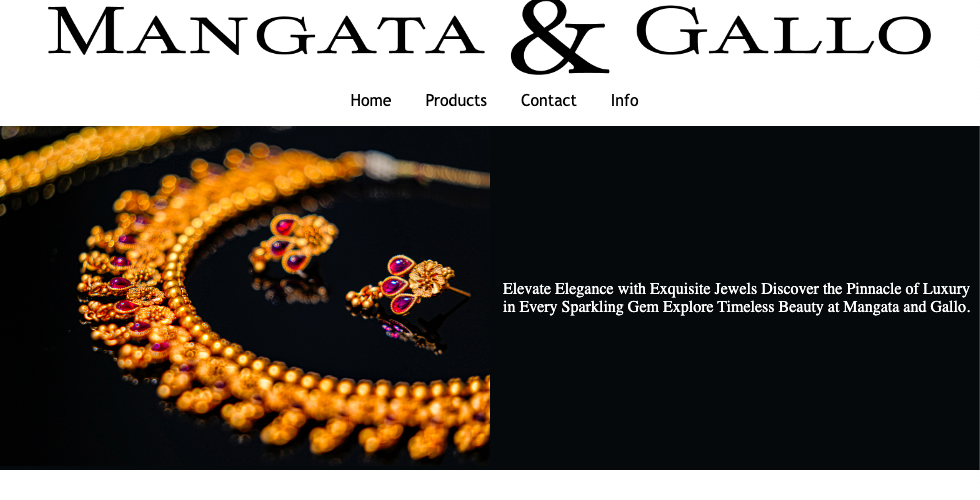 MANGATA & GALLO
Home Products Contact Info
Elevate Elegance with Exquisite Jewels Discover the Pinnacle of Luxury
in Every Sparkling Gem Explore Timeless Beauty at Mangata and Gallo.